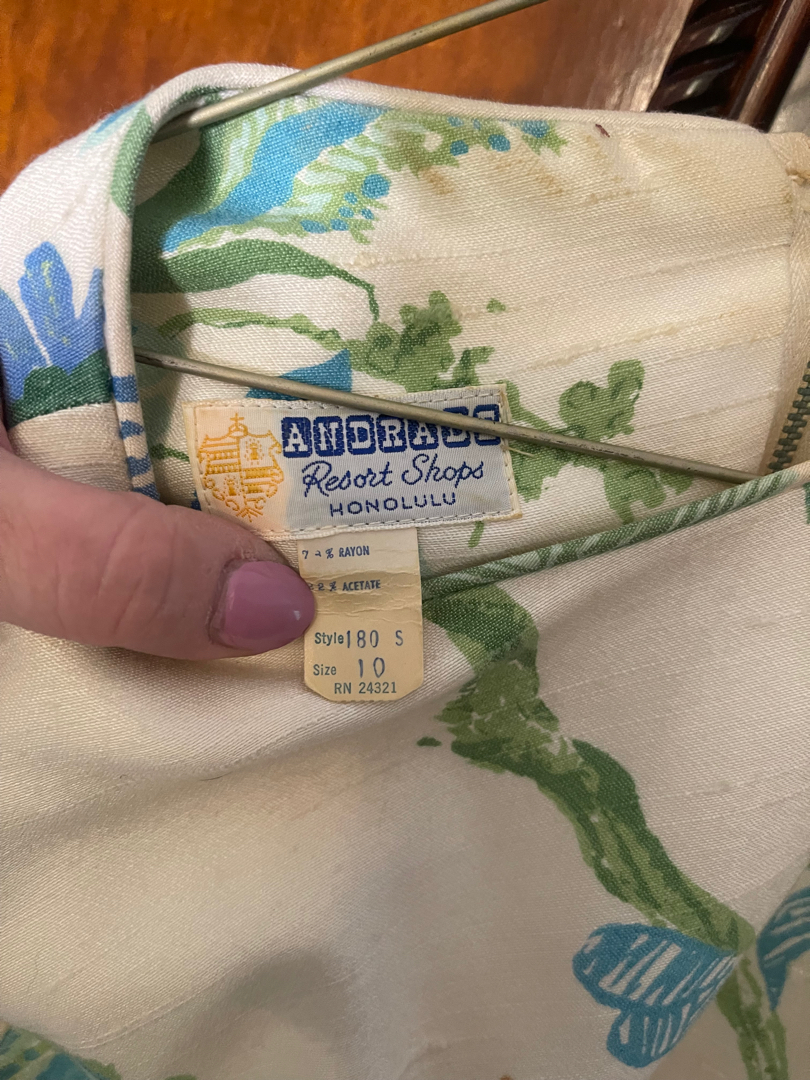 Resort Shops
HONOLULU
% RAYON
% ACETATE
Style 180 S
Size 10
RN 24321